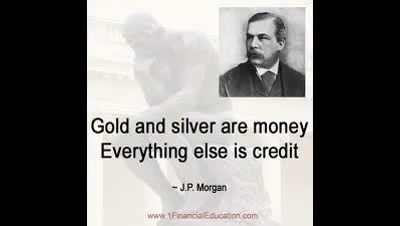 Gold and silver are money
Everything else is credit
~ J.P. Morgan
www.1FinancialEducation.com